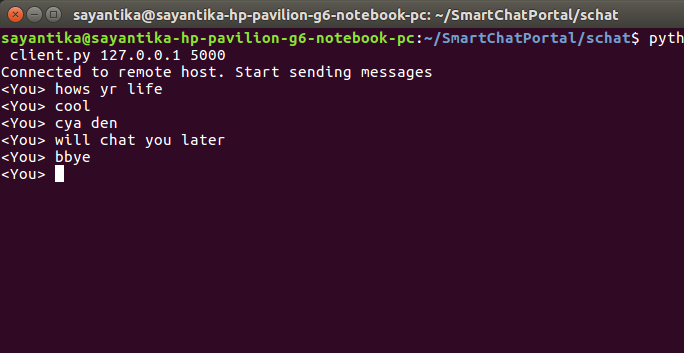 sayantika@sayantika-hp-pavilion-g6-notebook-pc: ~/SmartChatPortal/schat
sayantika@sayantika-hp-pavilion-g6-notebook-pc:~/SmartChatPortal/schat$ pyth
 client.py 127.0.0.1 5000
Connected to remote host. Start sending messages
<You> hows yr life
<You> cool
<You> cya den
<You> will chat you later
<You> bbye
<You>